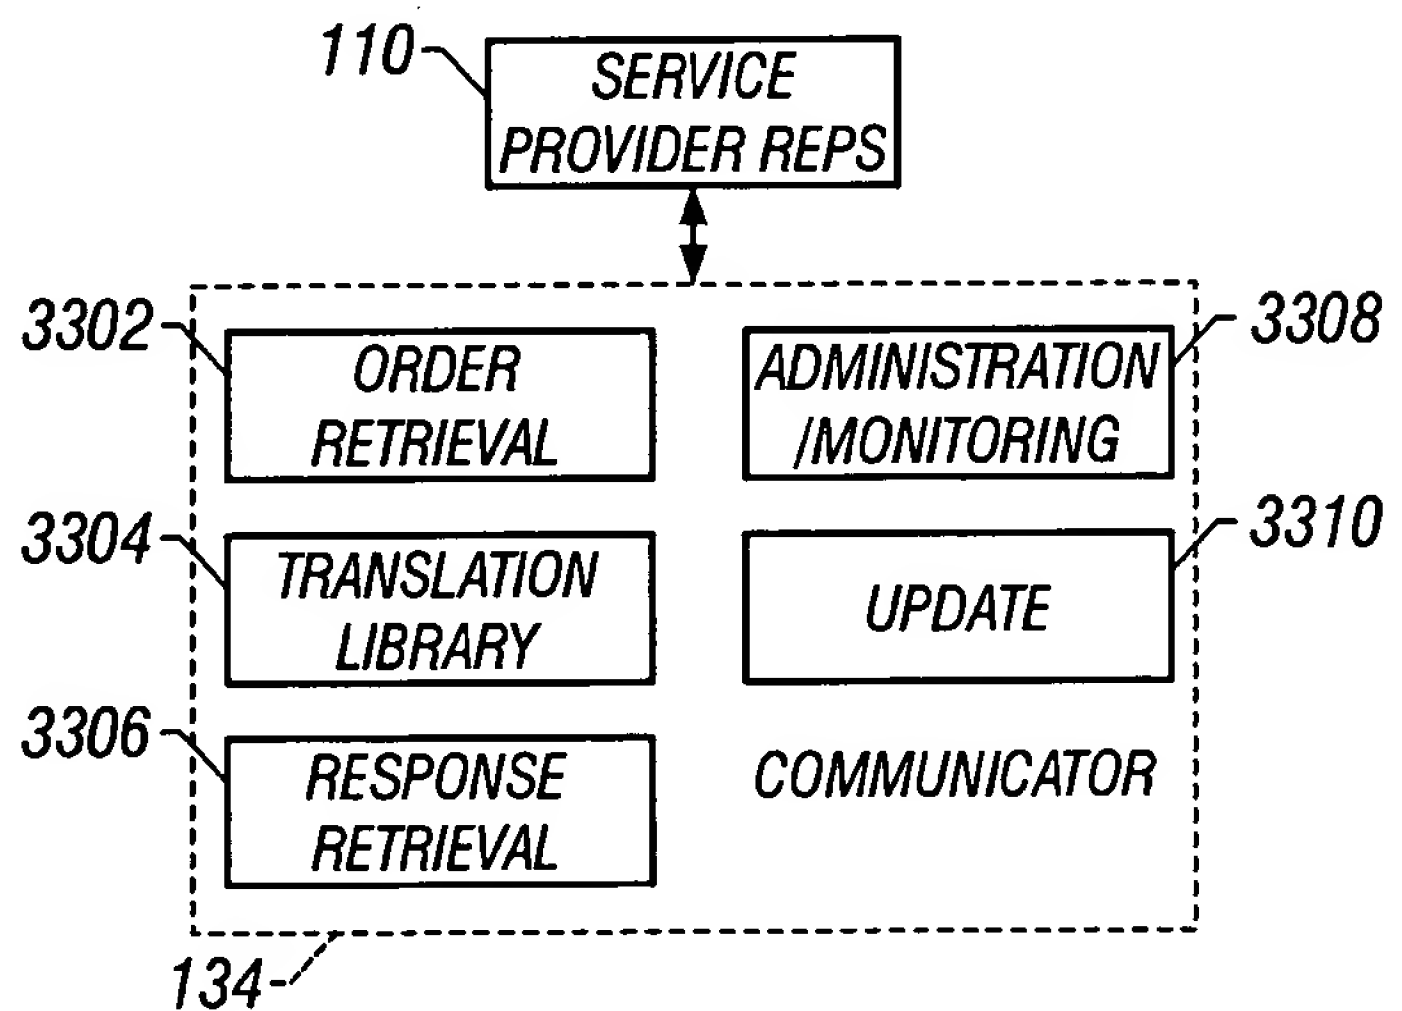 110
SERVICE
PROVIDER REPS
3302
ORDER
RETRIEVAL
3308
ADMINISTRATION
/MONITORING
3304
TRANSLATION
LIBRARY
3310
UPDATE
3306
RESPONSE
RETRIEVAL
COMMUNICATOR
134